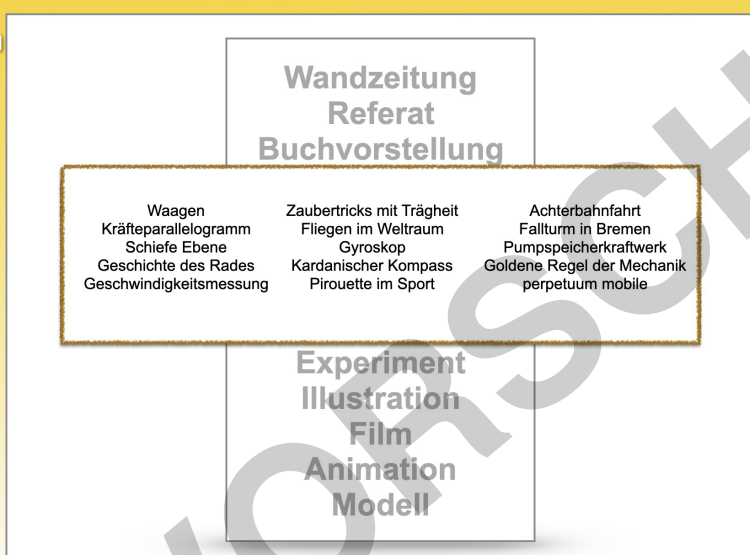 Wandzeitung
Referat
Buchvorstellung
Waagen
Kräfteparallelogramm
Schiefe Ebene
Geschichte des Rades
Geschwindigkeitsmessung
Zaubertricks mit Trägheit
Fliegen im Weltraum
Gyroskop
Kardanischer Kompass
Pirouette im Sport
Achterbahnfahrt
Fallturm in Bremen
Pumpspeicherkraftwerk
Goldene Regel der Mechanik
perpetuum mobile
Experiment
Illustration
Film
Animation
Modell
VORSCH